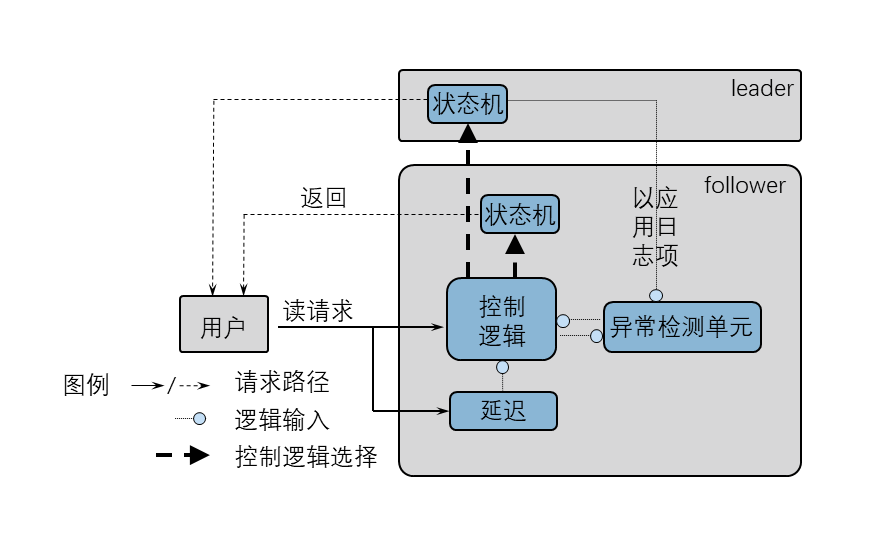 leader
状态机
follower
返回
状态机
以应
用日
志项
读请求
控制
逻辑
用户
异常检测单元
图例
/
请求路径
延迟
逻辑输入
控制逻辑选择